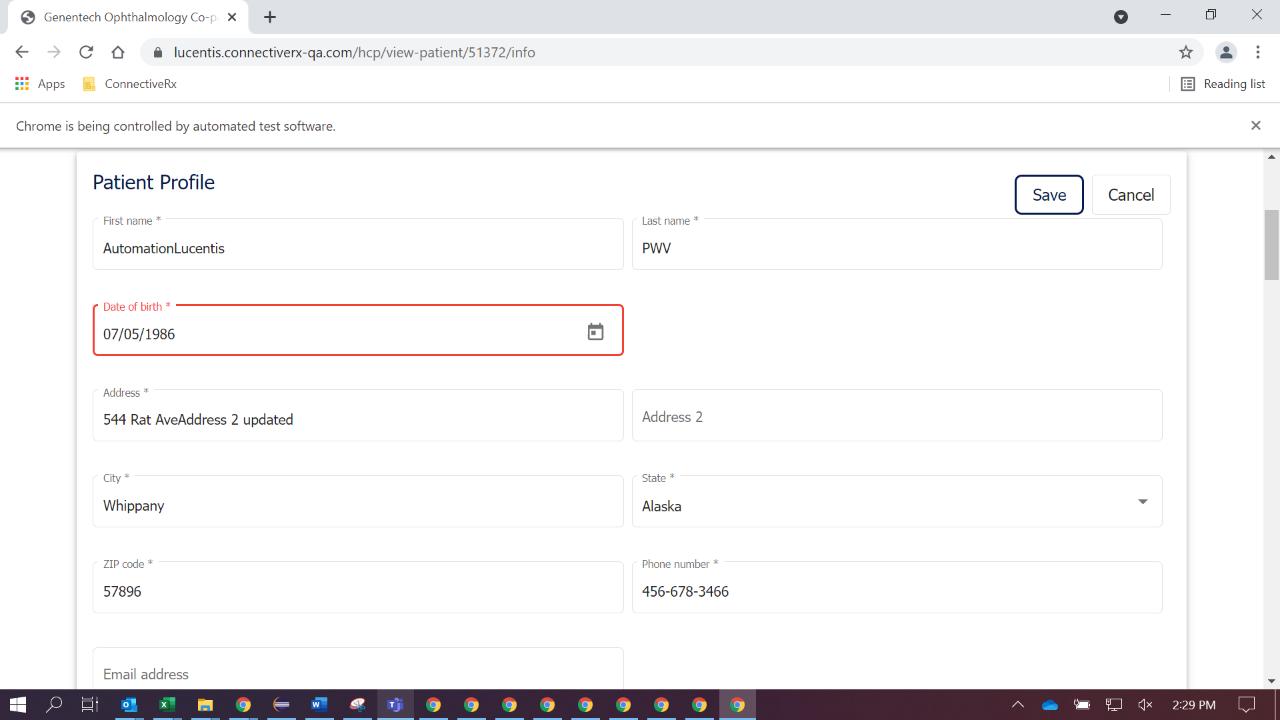 Genentech Ophthalmology Co-p
lucentis.connectiverx-qa.com/hcp/view-patient/51372/info
Apps
ConnectiveRx
Reading list
Chrome is being controlled by automated test software.
Patient Profile
Save
Cancel
First name *
Last name *
AutomationLucentis
PWV
Date of birth *
07/05/1986
Address *
544 Rat AveAddress 2 updated
Address 2
City *
State *
Whippany
Alaska
ZIP code *
Phone number *
57896
456-678-3466
Email address
2:29 PM